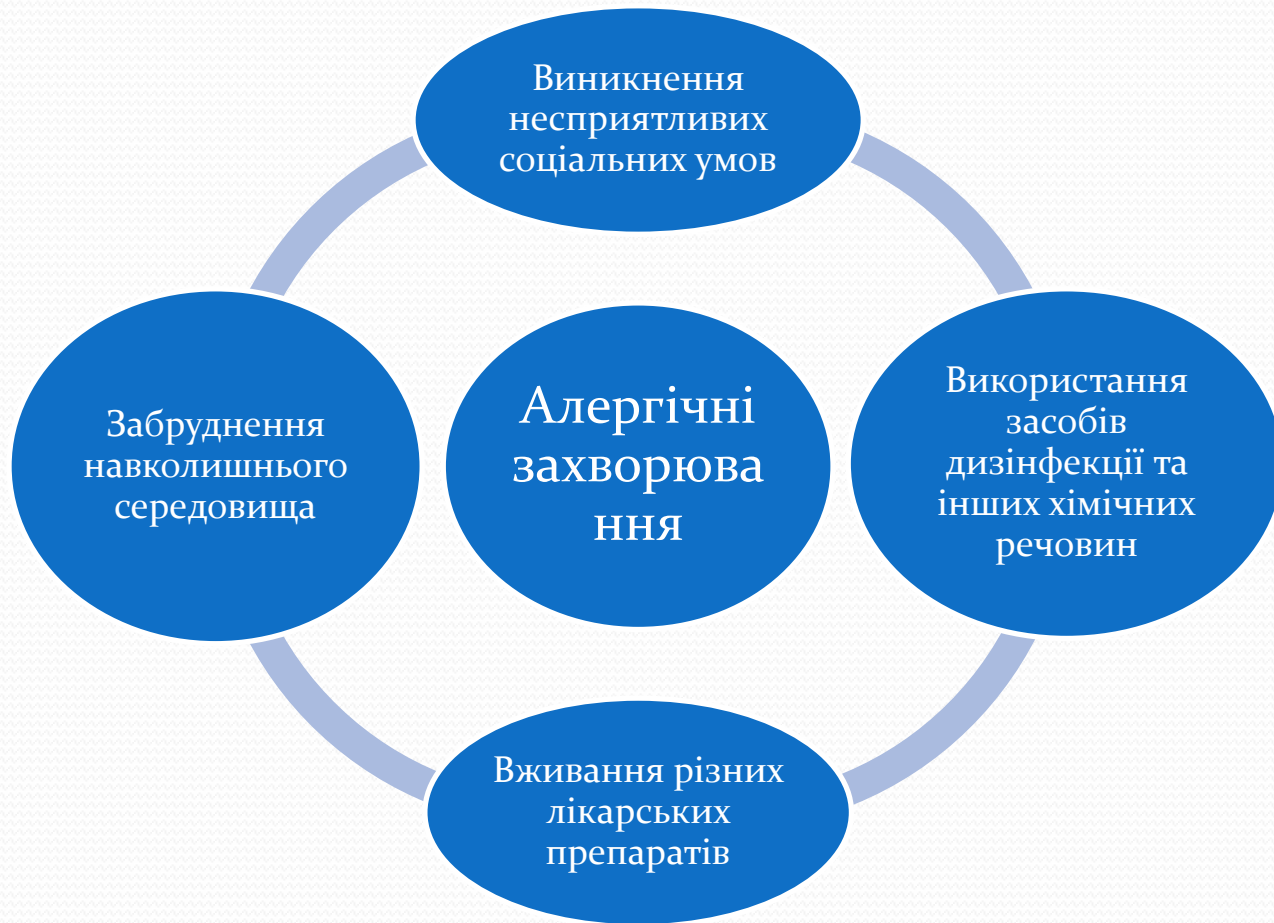 Виникнення
несприятливих
соціальних умов
Забруднення
навколишнього
середовища
Алергічні
захворюва
ння
Використання
засобів
дизінфекції та
інших хімічних
речовин
Вживання різних
лікарських
препаратів